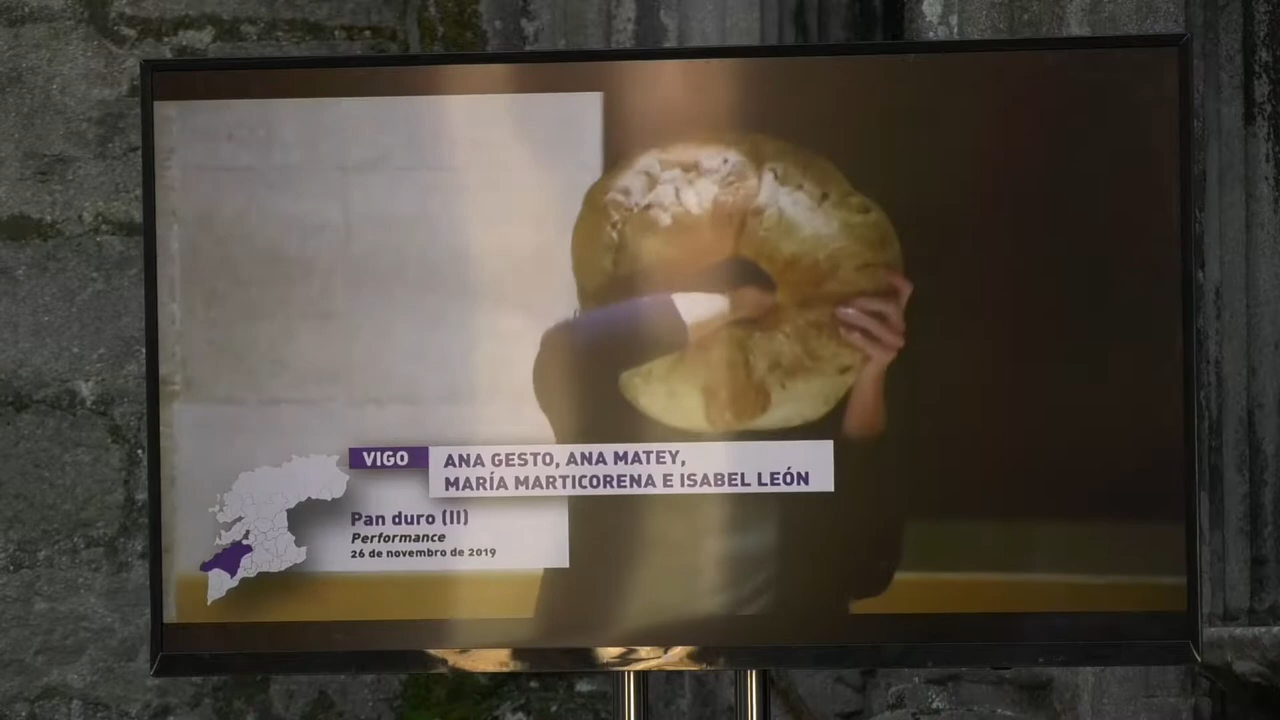 VIGO
ANA GESTO, ANA MATEY,
MARÍA MARTICORENA E ISABEL LEÓN
Pan duro (II)
Performance
26 de novembro de 2019